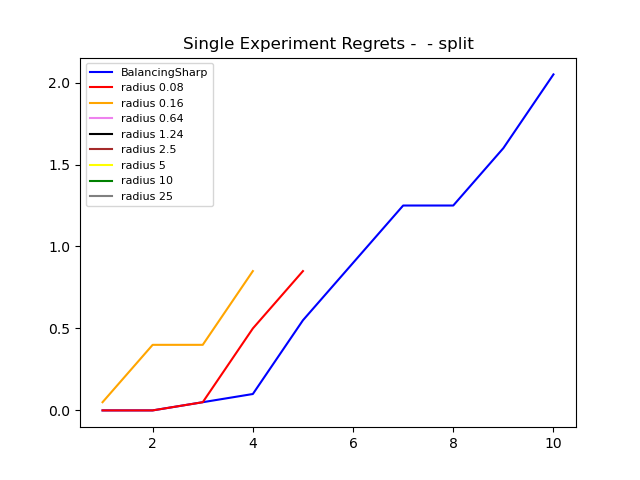 Single Experiment Regrets -  - split
BalancingSharp
radius 0.08
radius 0.16
radius 0.64
radius 1.24
radius 2.5
radius 5
radius 10
radius 25
2.0
1.5
1.0
0.5
0.0
2 4 6 8 10